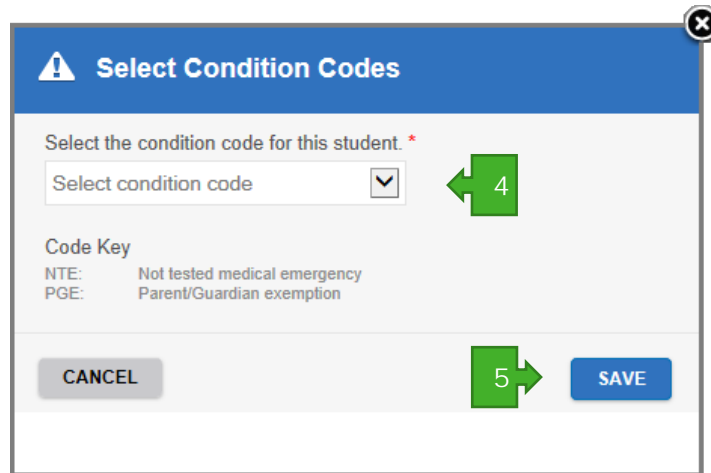 Select Condition Codes
Select the condition code for this student. *
Select condition code
4
Code Key
NTE: Not tested medical emergency
PGE: Parent/Guardian exemption
CANCEL
5
SAVE